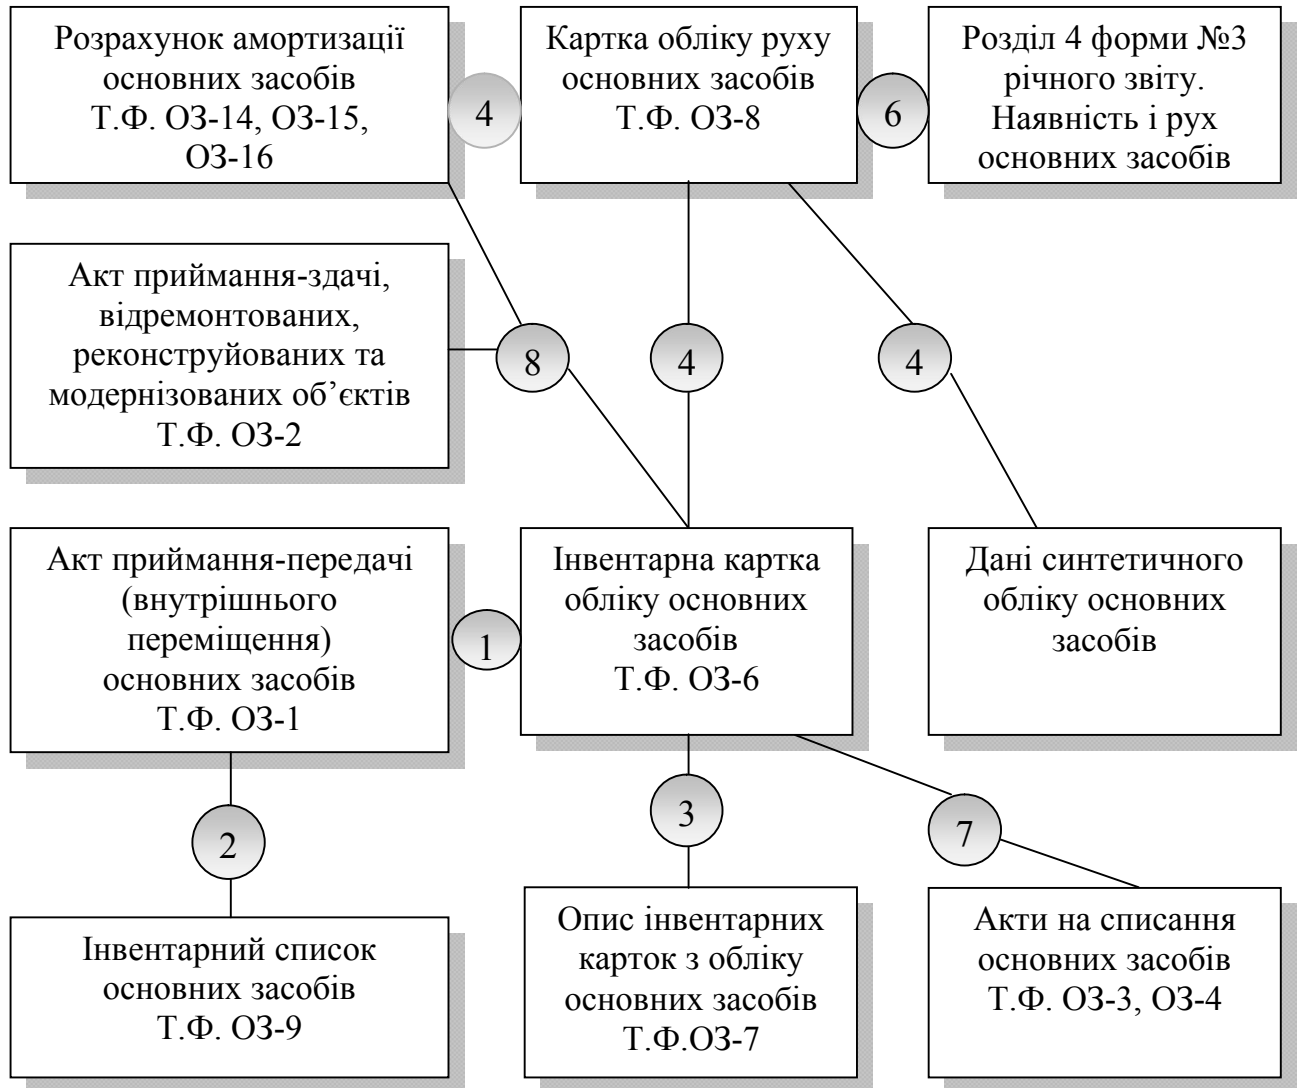 Розрахунок амортизації
основних засобів
Т.Ф. ОЗ-14, ОЗ-15,
ОЗ-16
4
Картка обліку руху
основних засобів
Т.Ф. ОЗ-8
6
Розділ 4 форми №3
річного звіту.
Наявність і рух
основних засобів
Акт приймання-здачі,
відремонтованих,
реконструйованих та
модернізованих об’єктів
Т.Ф. ОЗ-2
8
4
4
Акт приймання-передачі
(внутрішнього
переміщення)
основних засобів
Т.Ф. ОЗ-1
1
Інвентарна картка
обліку основних
засобів
Т.Ф. ОЗ-6
Дані синтетичного
обліку основних
засобів
2
3
7
Інвентарний список
основних засобів
Т.Ф. ОЗ-9
Опис інвентарних
карток з обліку
основних засобів
Т.Ф.ОЗ-7
Акти на списання
основних засобів
Т.Ф. ОЗ-3, ОЗ-4